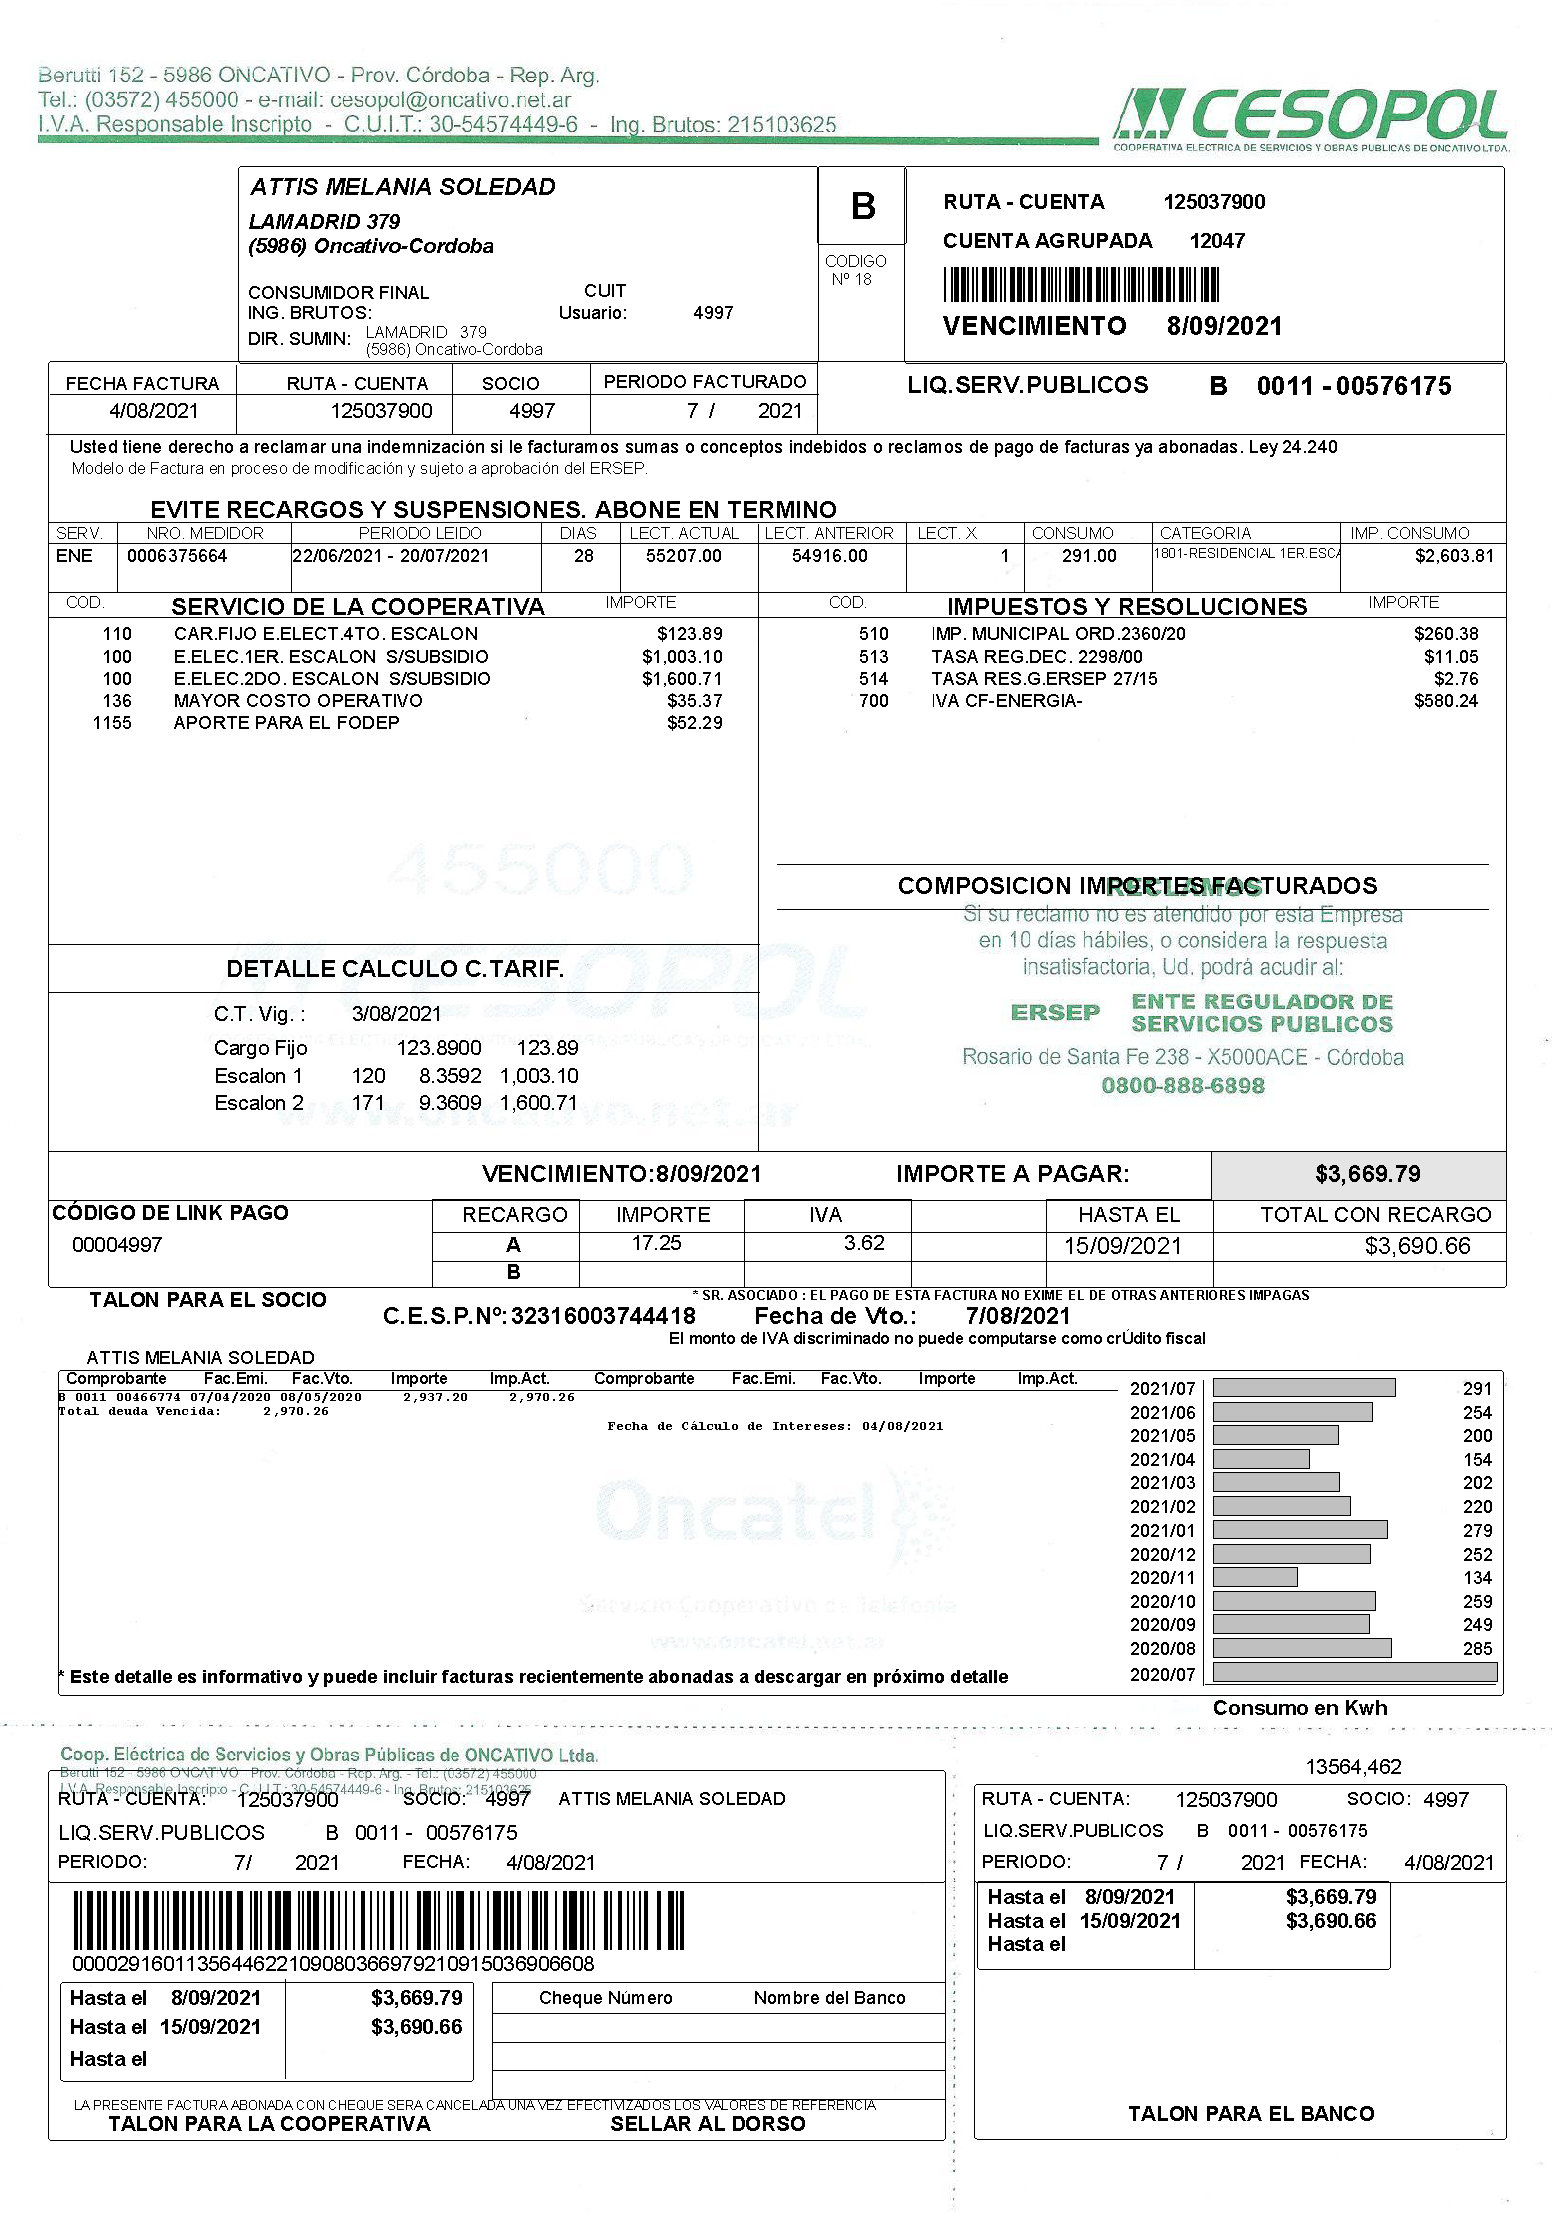 Berutti 152 - 5986 ONCATIVO - Prov. Córdoba - Rep. Arg.
Tel.: (03572) 455000 - e-mail: cesopol@oncativo.net.ar
I.V.A. Responsable Inscripto - C.U.I.T.: 30-54574449-6 - Ing. Brutos: 215103625
CESOPOL
COOPERATIVA ELECTRICA DE SERVICIOS Y OBRAS PUBLICAS DE ONCATIVO LTDA.
ATTIS MELANIA SOLEDAD
LAMADRID 379
(5986) Oncativo-Cordoba
CONSUMIDOR FINAL CUIT
ING. BRUTOS: Usuario: 4997
DIR. SUMIN: LAMADRID 379
(5986) Oncativo-Cordoba
B
CODIGO
Nº 18
RUTA - CUENTA 125037900
CUENTA AGRUPADA 12047
VENCIMIENTO 8/09/2021
FECHA FACTURA RUTA - CUENTA SOCIO PERIODO FACTURADO
4/08/2021 125037900 4997 7 / 2021
LIQ.SERV.PUBLICOS B 0011 - 00576175
Usted tiene derecho a reclamar una indemnización si le facturamos sumas o conceptos indebidos o reclamos de pago de facturas ya abonadas. Ley 24.240
Modelo de Factura en proceso de modificación y sujeto a aprobación del ERSEP.
EVITE RECARGOS Y SUSPENSIONES. ABONE EN TERMINO
SERV. NRO. MEDIDOR PERIODO LEIDO DIAS LECT. ACTUAL LECT. ANTERIOR LECT. X CONSUMO CATEGORIA IMP. CONSUMO
ENE 0006375664 22/06/2021 - 20/07/2021 28 55207.00 54916.00 1 291.00 1801-RESIDENCIAL 1ER.ESCA $2,603.81
COD. SERVICIO DE LA COOPERATIVA IMPORTE
110 CAR.FIJO E.ELECT.4TO. ESCALON $123.89
100 E.ELEC.1ER. ESCALON S/SUBSIDIO $1,003.10
100 E.ELEC.2DO. ESCALON S/SUBSIDIO $1,600.71
136 MAYOR COSTO OPERATIVO $35.37
1155 APORTE PARA EL FODEP $52.29
COD. IMPUESTOS Y RESOLUCIONES IMPORTE
510 IMP. MUNICIPAL ORD.2360/20 $260.38
513 TASA REG.DEC. 2298/00 $11.05
514 TASA RES.G.ERSEP 27/15 $2.76
700 IVA CF-ENERGIA- $580.24
455000
CESOPOL
www.oncativo.net.ar
COMPOSICION IMPORTES FACTURADOS
RECLAMOS
Si su reclamo no es atendido por esta Empresa
en 10 días hábiles, o considera la respuesta
insatisfactoria, Ud. podrá acudir al:
ERSEP ENTE REGULADOR DE
SERVICIOS PUBLICOS
Rosario de Santa Fe 238 - X5000ACE - Córdoba
0800-888-6898
DETALLE CALCULO C.TARIF.
C.T. Vig. : 3/08/2021
Cargo Fijo 123.8900 123.89
Escalon 1 120 8.3592 1,003.10
Escalon 2 171 9.3609 1,600.71
VENCIMIENTO:8/09/2021 IMPORTE A PAGAR: $3,669.79
CÓDIGO DE LINK PAGO
00004997
RECARGO IMPORTE IVA HASTA EL TOTAL CON RECARGO
A 17.25 3.62 15/09/2021 $3,690.66
B
TALON PARA EL SOCIO
* SR. ASOCIADO : EL PAGO DE ESTA FACTURA NO EXIME EL DE OTRAS ANTERIORES IMPAGAS
C.E.S.P.Nº: 32316003744418 Fecha de Vto.: 7/08/2021
El monto de IVA discriminado no puede computarse como crÚdito fiscal
ATTIS MELANIA SOLEDAD
Comprobante Fac.Emi. Fac.Vto. Importe Imp.Act. Comprobante Fac.Emi. Fac.Vto. Importe Imp.Act.
B 0011 00466774 07/04/2020 08/05/2020 2,937.20 2,970.26
Total deuda Vencida: 2,970.26
Fecha de Cálculo de Intereses: 04/08/2021
Oncatel
Servicio Cooperativo de Telefonía
www.oncatel.net.ar
2021/07 291
2021/06 254
2021/05 200
2021/04 154
2021/03 202
2021/02 220
2021/01 279
2020/12 252
2020/11 134
2020/10 259
2020/09 249
2020/08 285
2020/07
Consumo en Kwh
* Este detalle es informativo y puede incluir facturas recientemente abonadas a descargar en próximo detalle
Coop. Eléctrica de Servicios y Obras Públicas de ONCATIVO Ltda.
Berutti 152 - 5986 ONCATIVO - Prov. Córdoba - Rep. Arg. - Tel.: (03572) 455000
I.V.A. Responsable Inscripto - C.U.I.T.: 30-54574449-6 - Ing. Brutos: 215103625
RUTA - CUENTA: 125037900 SOCIO: 4997 ATTIS MELANIA SOLEDAD
LIQ.SERV.PUBLICOS B 0011 - 00576175
PERIODO: 7/ 2021 FECHA: 4/08/2021
0000291601135644622109080366979210915036906608
Hasta el 8/09/2021 $3,669.79
Hasta el 15/09/2021 $3,690.66
Hasta el
Cheque Número Nombre del Banco
LA PRESENTE FACTURA ABONADA CON CHEQUE SERA CANCELADA UNA VEZ EFECTIVIZADOS LOS VALORES DE REFERENCIA
TALON PARA LA COOPERATIVA SELLAR AL DORSO
13564,462
RUTA - CUENTA: 125037900 SOCIO: 4997
LIQ.SERV.PUBLICOS B 0011 - 00576175
PERIODO: 7 / 2021 FECHA: 4/08/2021
Hasta el 8/09/2021 $3,669.79
Hasta el 15/09/2021 $3,690.66
Hasta el
TALON PARA EL BANCO